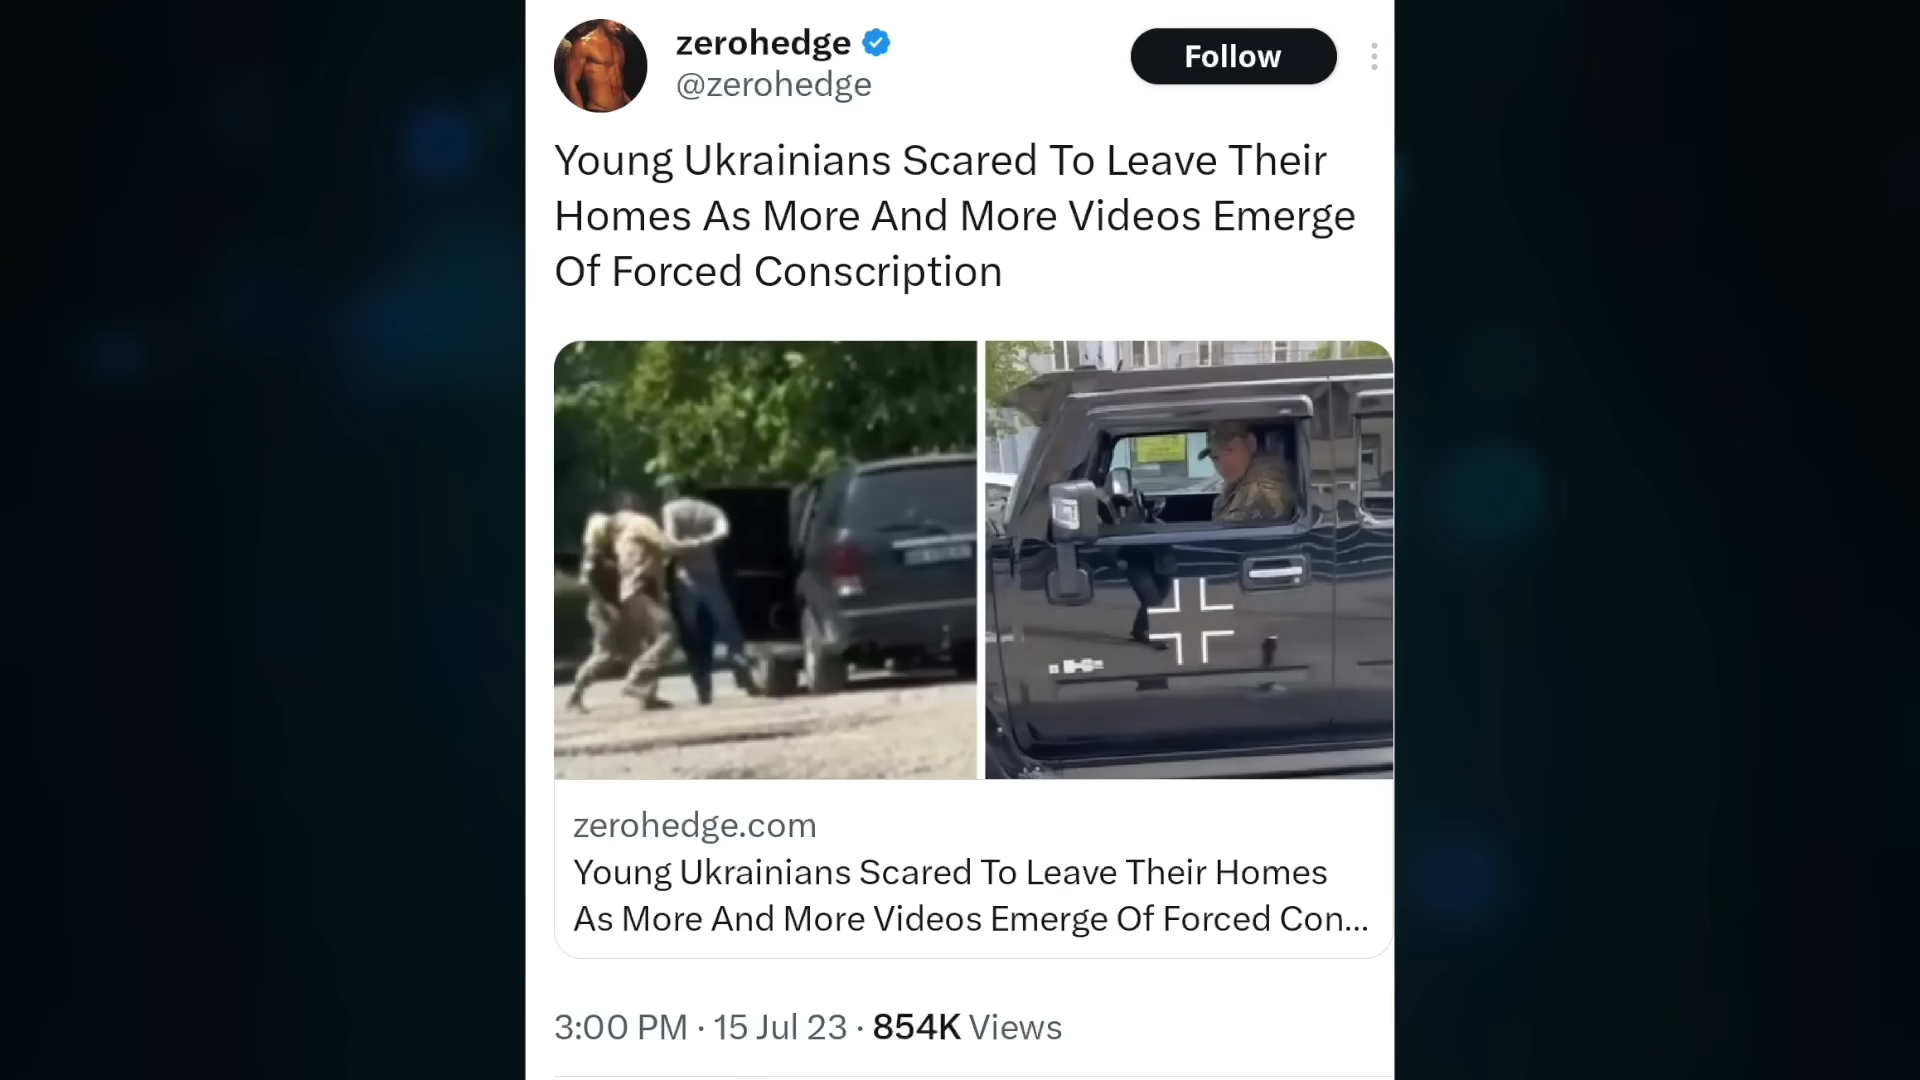 zerohedge
@zerohedge
Follow
Young Ukrainians Scared To Leave Their
Homes As More And More Videos Emerge
Of Forced Conscription
zerohedge.com
Young Ukrainians Scared To Leave Their Homes
As More And More Videos Emerge Of Forced Con...
3:00 PM · 15 Jul 23 · 854K Views